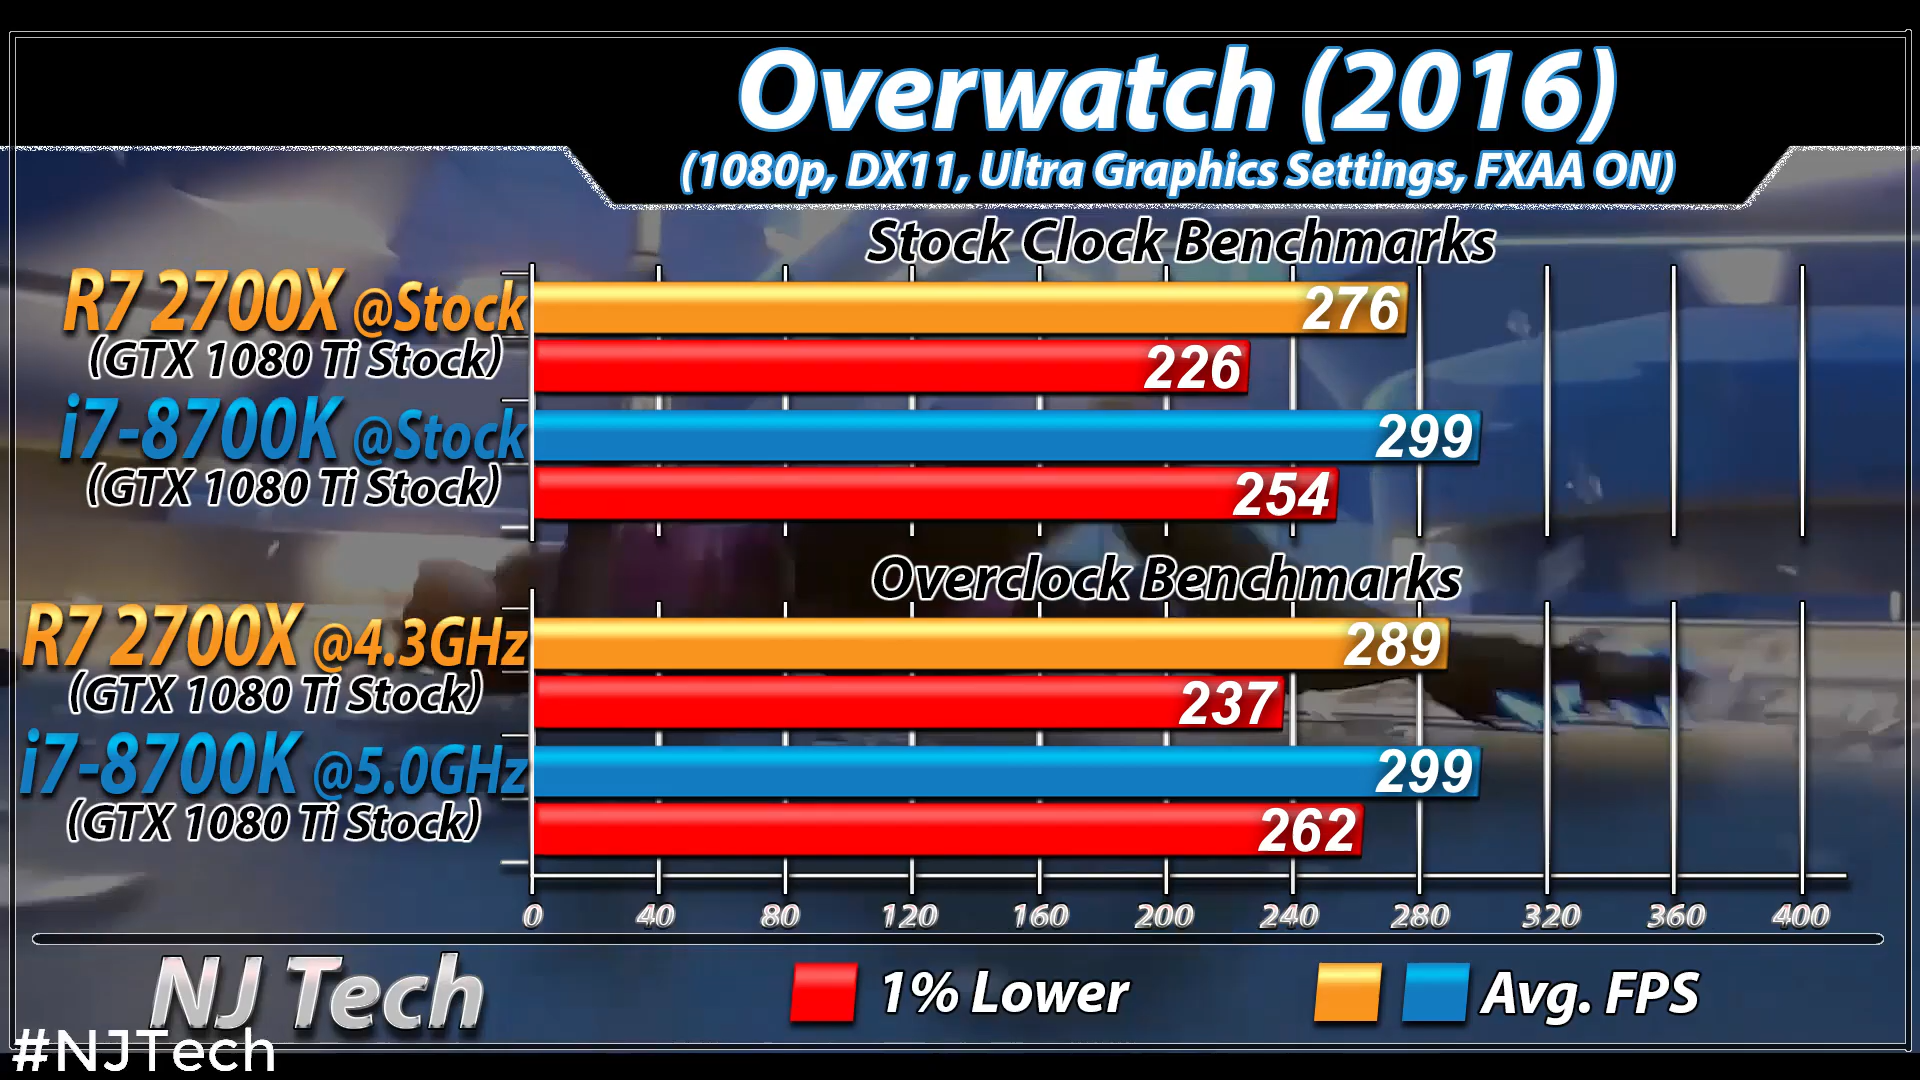 Overwatch (2016)
(1080p, DX11, Ultra Graphics Settings, FXAA ON)
Stock Clock Benchmarks
R7 2700X @Stock
(GTX 1080 Ti Stock)
276
226
i7-8700K @Stock
(GTX 1080 Ti Stock)
299
254
Overclock Benchmarks
R7 2700X @4.3GHz
(GTX 1080 Ti Stock)
289
237
i7-8700K @5.0GHz
(GTX 1080 Ti Stock)
299
262
0 40 80 120 160 200 240 280 320 360 400
NJ Tech
1% Lower
Avg. FPS
#NJTech